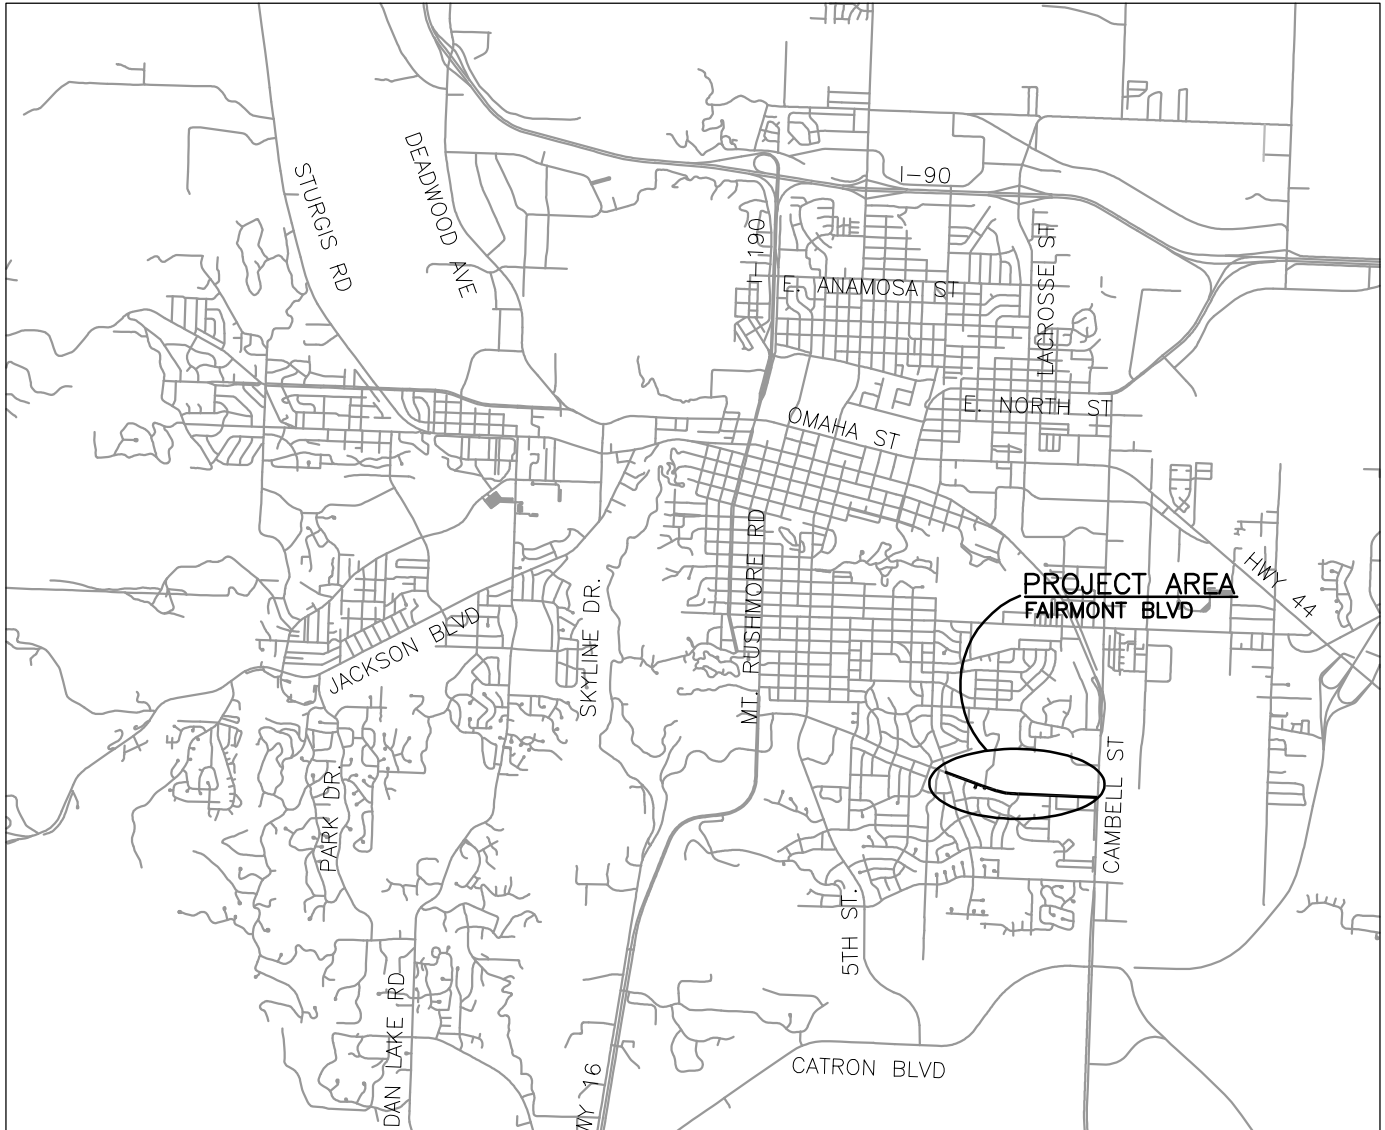 I-90
DEADWOOD AVE
STURGIS RD
I-190
LACROSSE ST
E. ANAMOSA ST
E. NORTH ST
OMAHA ST
MT. RUSHMORE RD
HWY 44
PROJECT AREA
FAIRMONT BLVD
SKYLINE DR.
JACKSON BLVD
PARK DR.
CAMBELL ST
5TH ST.
DAN LAKE RD
WY 16
CATRON BLVD